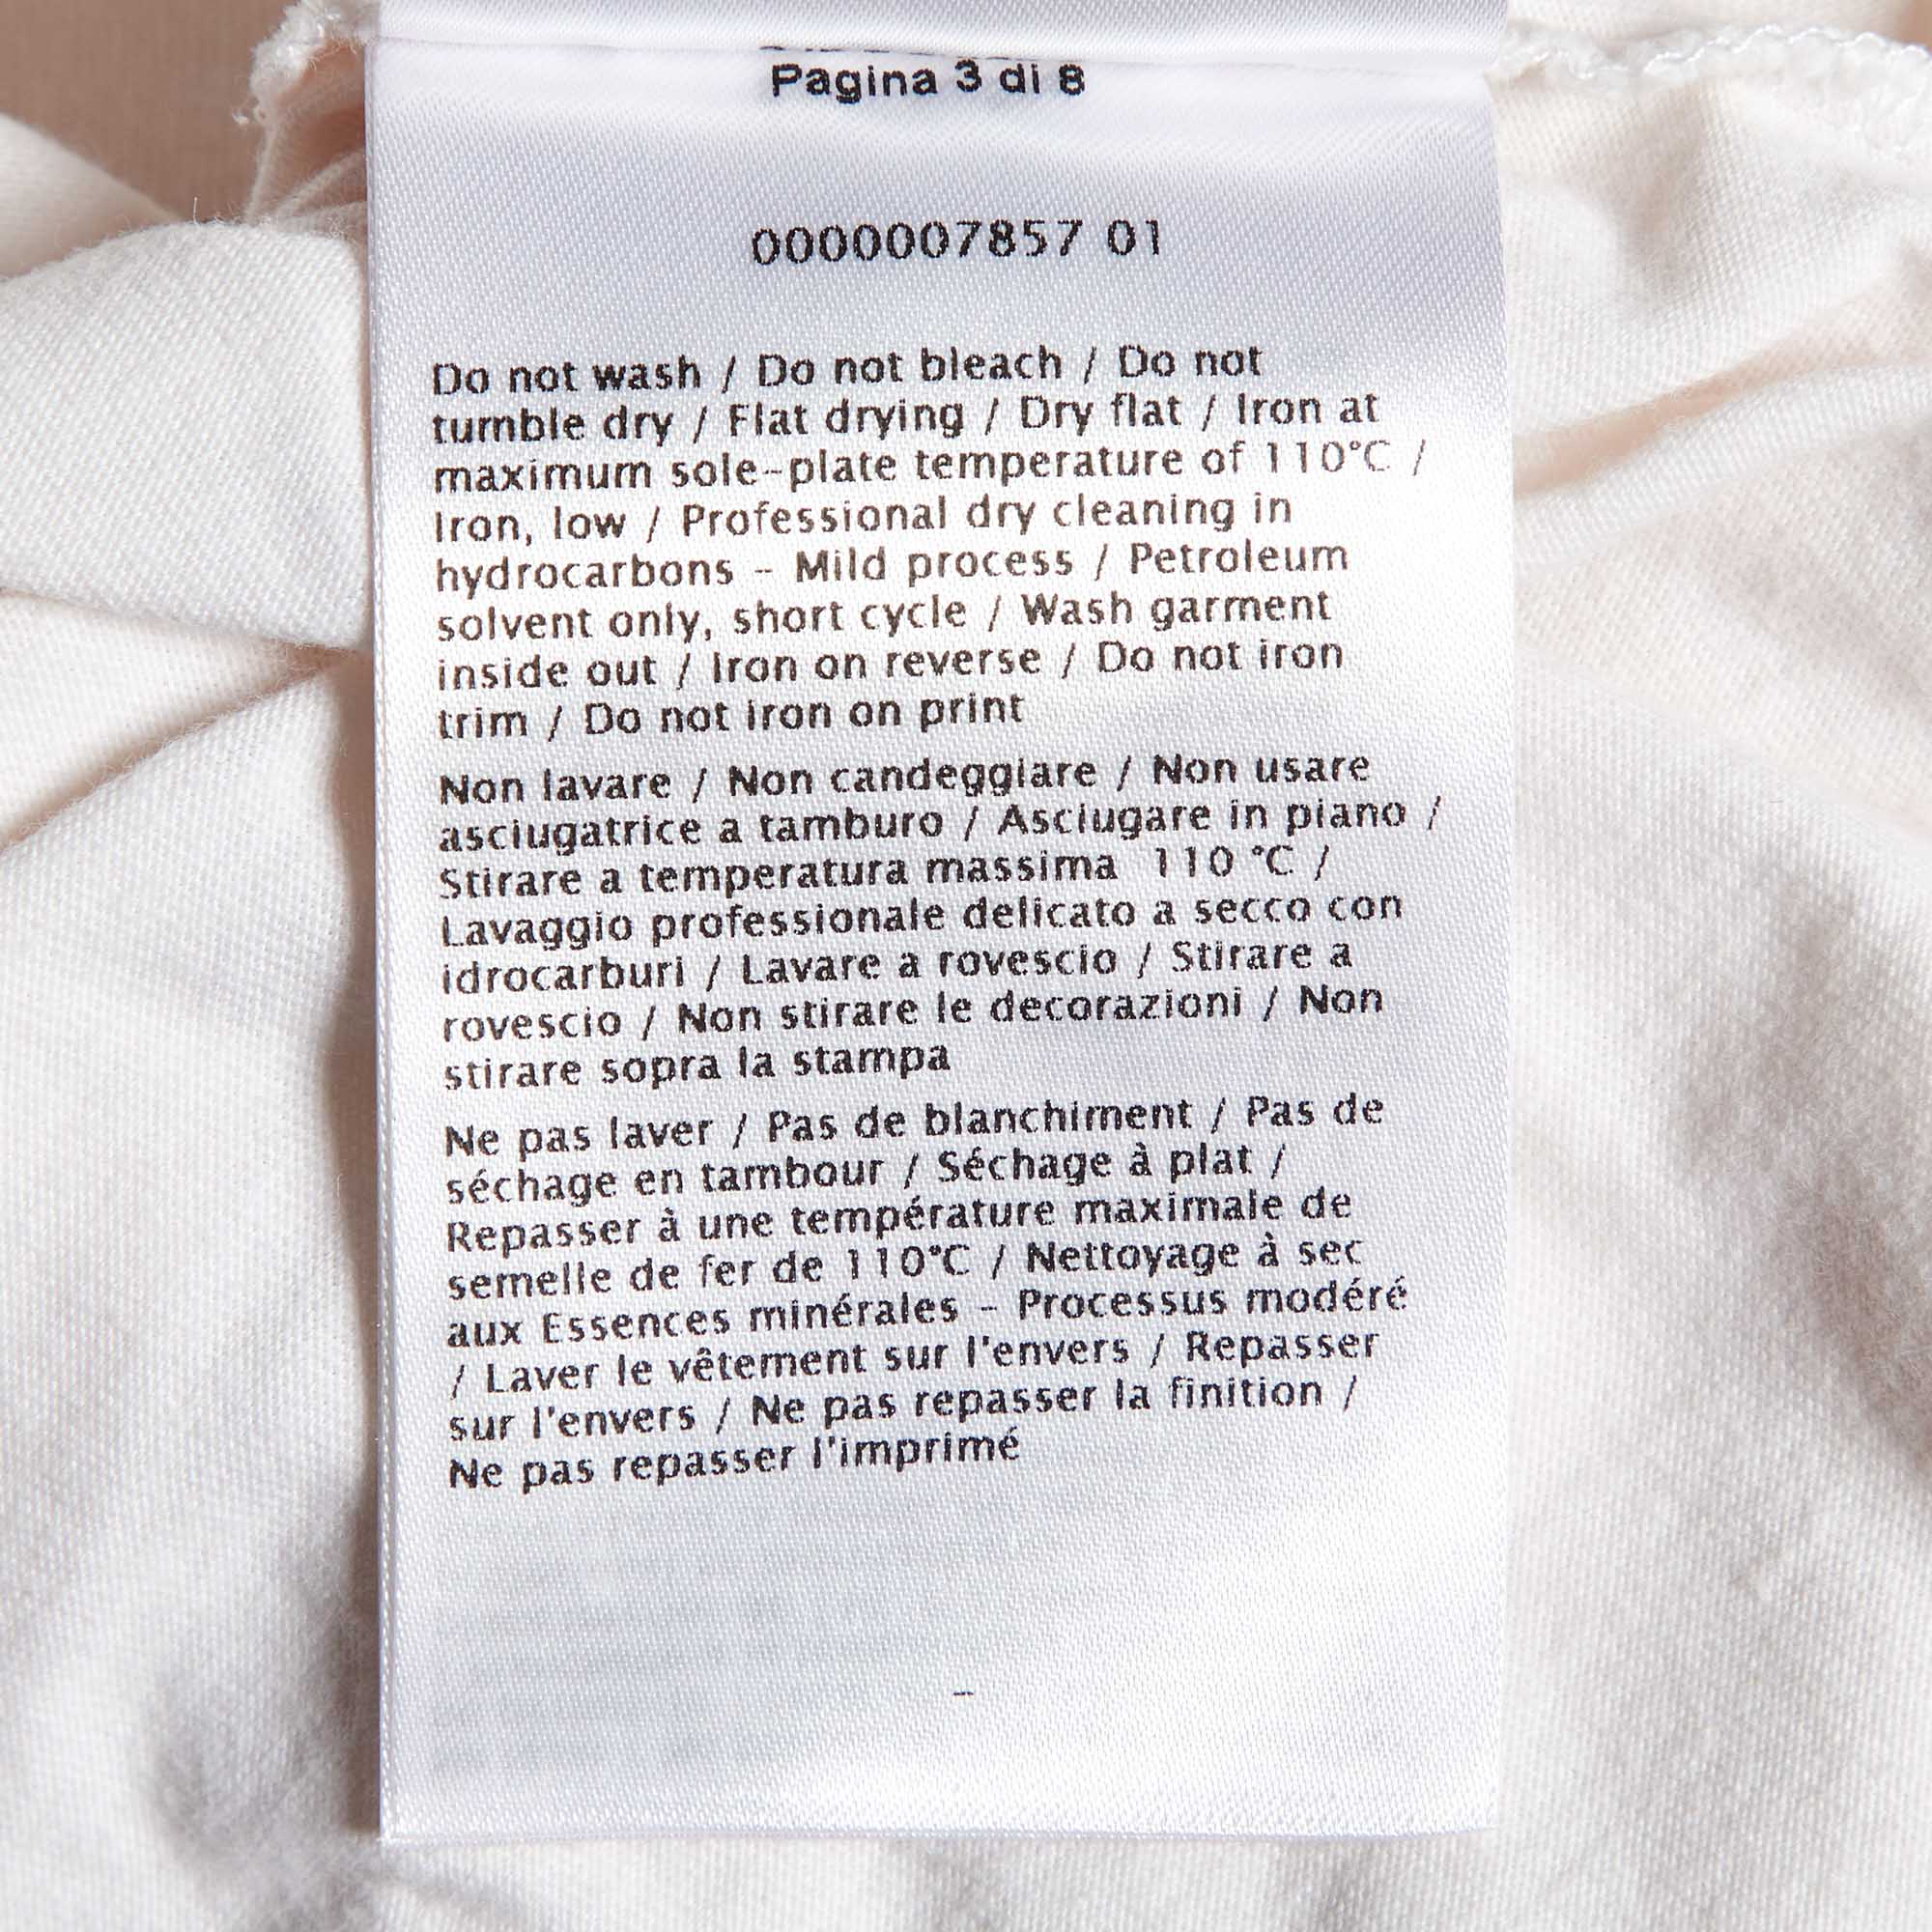 Pagina 3 di 8
0000007857 01
Do not wash / Do not bleach / Do not
tumble dry / Flat drying / Dry flat / Iron at
maximum sole-plate temperature of 110°C /
Iron, low / Professional dry cleaning in
hydrocarbons - Mild process / Petroleum
solvent only, short cycle / Wash garment
inside out / Iron on reverse / Do not iron
trim / Do not iron on print
Non lavare / Non candeggiare / Non usare
asciugatrice a tamburo / Asciugare in piano /
Stirare a temperatura massima 110 °C /
Lavaggio professionale delicato a secco con
idrocarburi / Lavare a rovescio / Stirare a
rovescio / Non stirare le decorazioni / Non
stirare sopra la stampa
Ne pas laver / Pas de blanchiment / Pas de
séchage en tambour / Séchage à plat /
Repasser à une température maximale de
semelle de fer de 110°C / Nettoyage à sec
aux Essences minérales - Processus modéré
/ Laver le vêtement sur l'envers / Repasser
sur l'envers / Ne pas repasser la finition /
Ne pas repasser l'imprimé
-